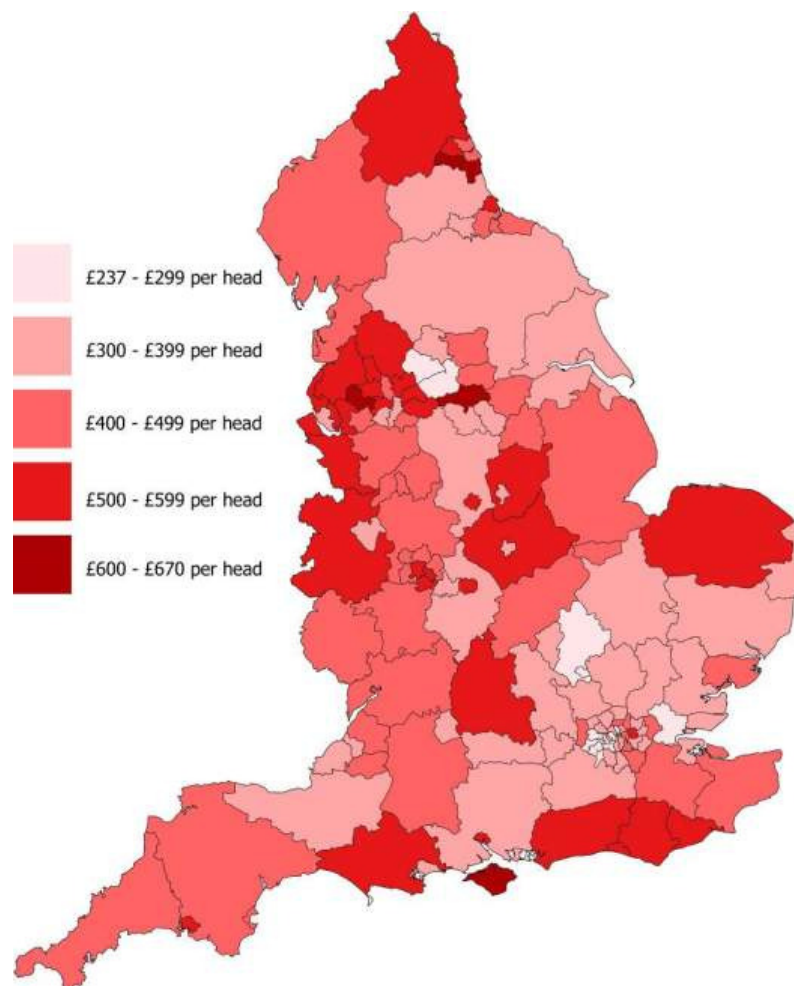 £237 - £299 per head
£300 - £399 per head
£400 - £499 per head
£500 - £599 per head
£600 - £670 per head